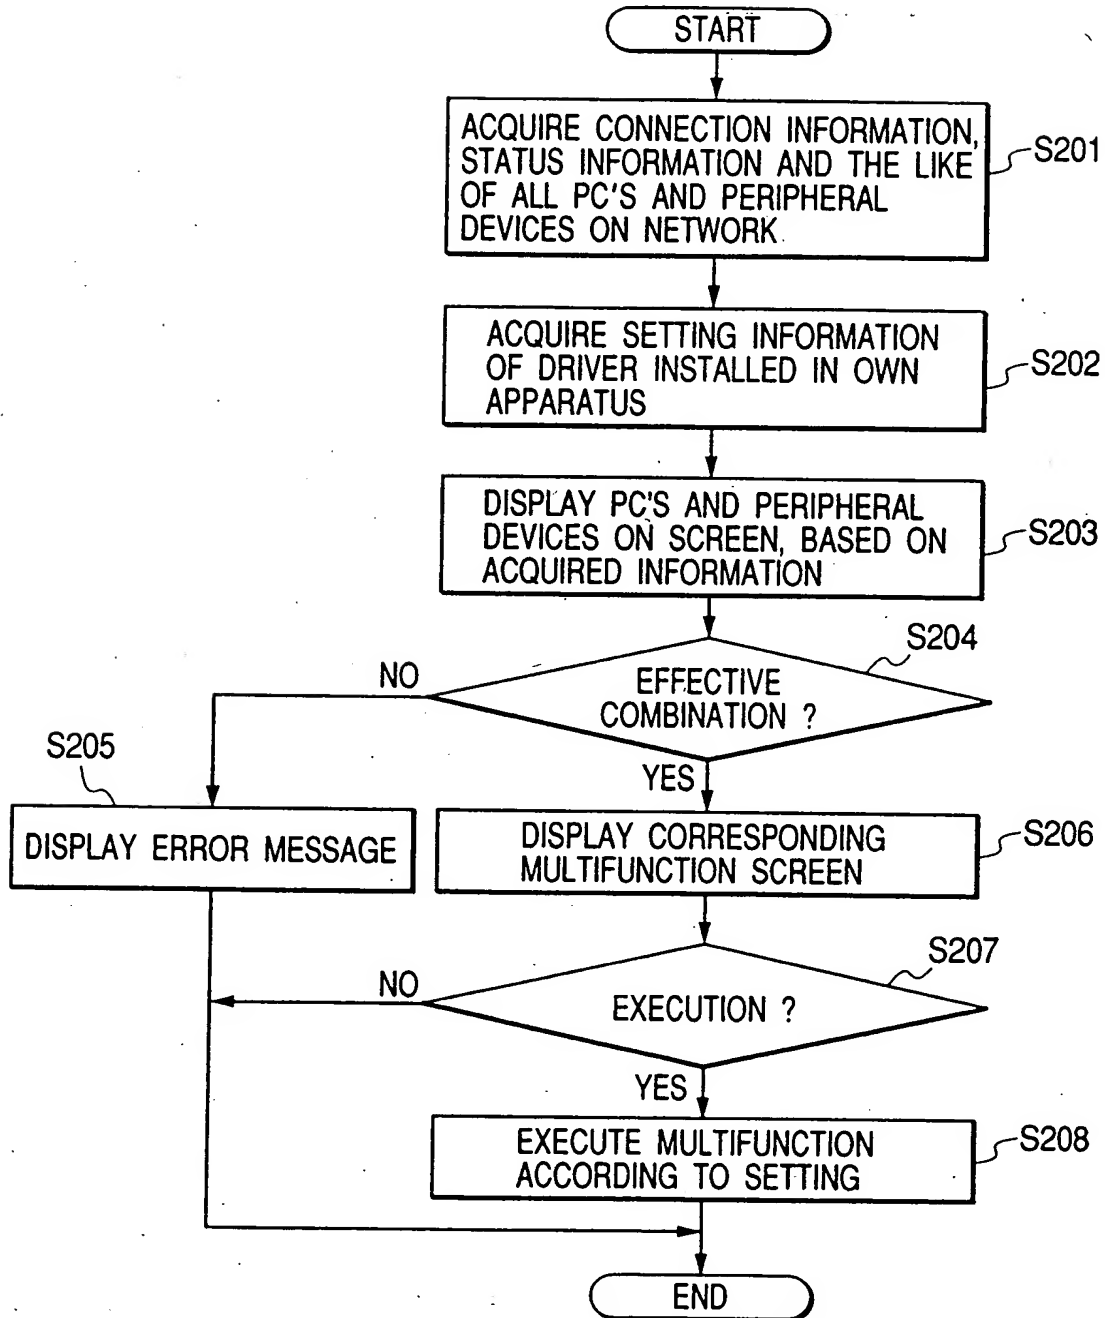 START
ACQUIRE CONNECTION INFORMATION,
STATUS INFORMATION AND THE LIKE
OF ALL PC'S AND PERIPHERAL
DEVICES ON NETWORK
S201
ACQUIRE SETTING INFORMATION
OF DRIVER INSTALLED IN OWN
APPARATUS
S202
DISPLAY PC'S AND PERIPHERAL
DEVICES ON SCREEN, BASED ON
ACQUIRED INFORMATION
S203
S204
NO
EFFECTIVE
COMBINATION ?
S205
YES
DISPLAY ERROR MESSAGE
DISPLAY CORRESPONDING
MULTIFUNCTION SCREEN
S206
S207
NO
EXECUTION ?
YES
EXECUTE MULTIFUNCTION
ACCORDING TO SETTING
S208
END